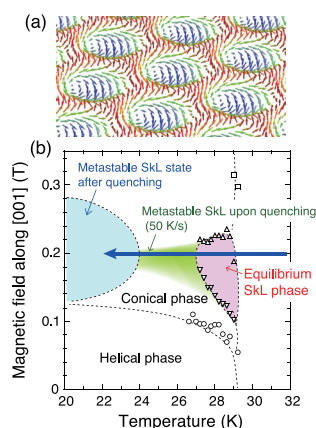 (a)
(b)
Metastable SkL state
after quenching
Metastable SkL upon quenching
(50 K/s)
Equilibrium
SkL phase
Conical phase
Helical phase
Magnetic field along [001] (T)
0.3
0.2
0.1
0
20 22 24 26 28 30 32
Temperature (K)